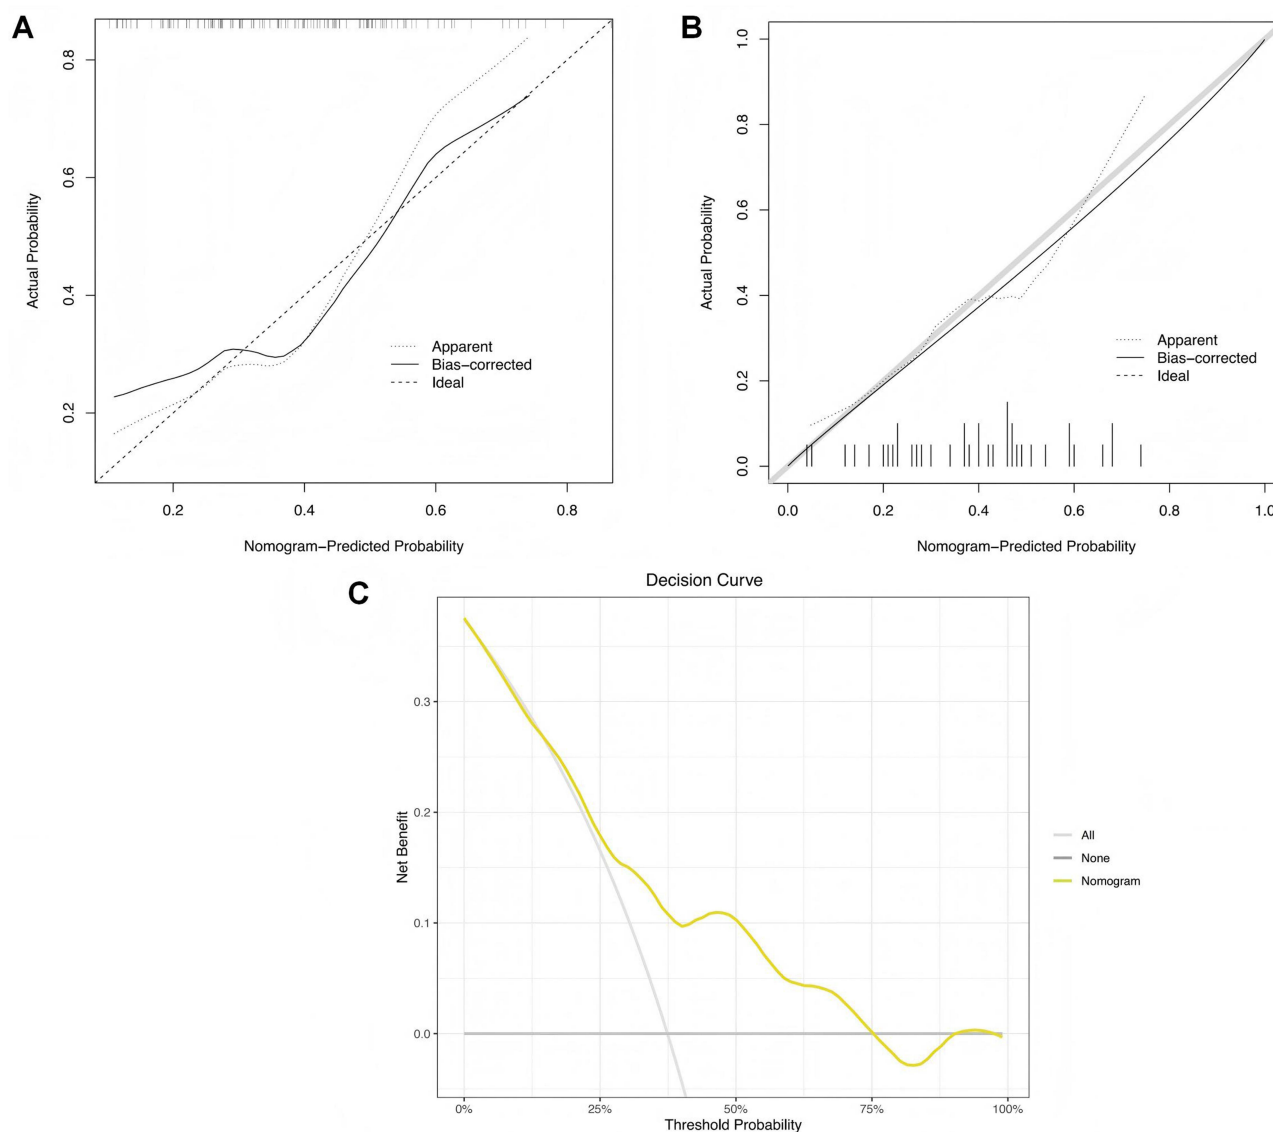 A
0.8
0.6
0.4
0.2
Actual Probability
Apparent
Bias-corrected
Ideal
0.2 0.4 0.6 0.8
Nomogram-Predicted Probability
B
1.0
0.8
0.6
0.4
0.2
0.0
Actual Probability
Apparent
Bias-corrected
Ideal
0.0 0.2 0.4 0.6 0.8 1.0
Nomogram-Predicted Probability
C
Decision Curve
0.3
0.2
0.1
0.0
Net Benefit
All
None
Nomogram
0% 25% 50% 75% 100%
Threshold Probability